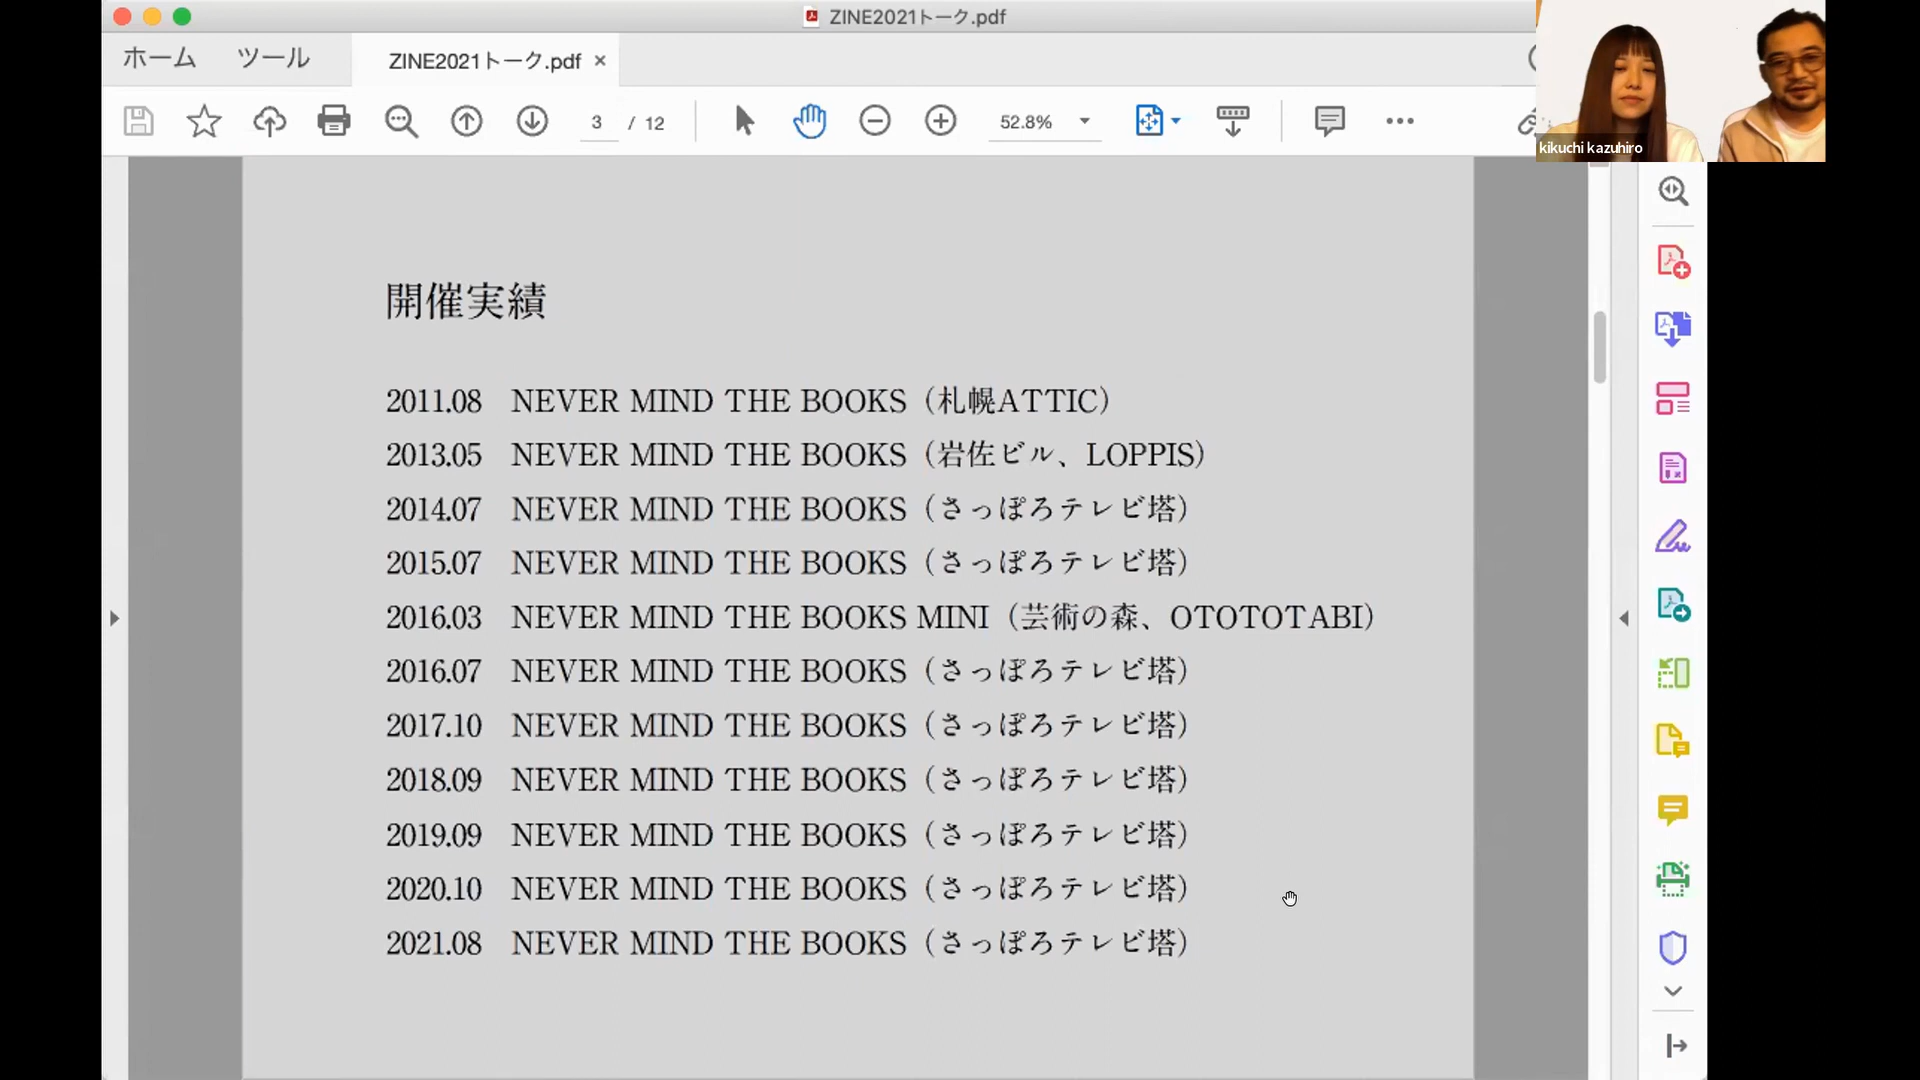 ZINE2021トーク.pdf
ホーム ツール ZINE2021トーク.pdf ×
3 / 12 52.8%
kikuchi kazuhiro
開催実績
2011.08 NEVER MIND THE BOOKS（札幌ATTIC）
2013.05 NEVER MIND THE BOOKS（岩佐ビル、LOPPIS）
2014.07 NEVER MIND THE BOOKS（さっぽろテレビ塔）
2015.07 NEVER MIND THE BOOKS（さっぽろテレビ塔）
2016.03 NEVER MIND THE BOOKS MINI（芸術の森、OTOTOTABI）
2016.07 NEVER MIND THE BOOKS（さっぽろテレビ塔）
2017.10 NEVER MIND THE BOOKS（さっぽろテレビ塔）
2018.09 NEVER MIND THE BOOKS（さっぽろテレビ塔）
2019.09 NEVER MIND THE BOOKS（さっぽろテレビ塔）
2020.10 NEVER MIND THE BOOKS（さっぽろテレビ塔）
2021.08 NEVER MIND THE BOOKS（さっぽろテレビ塔）